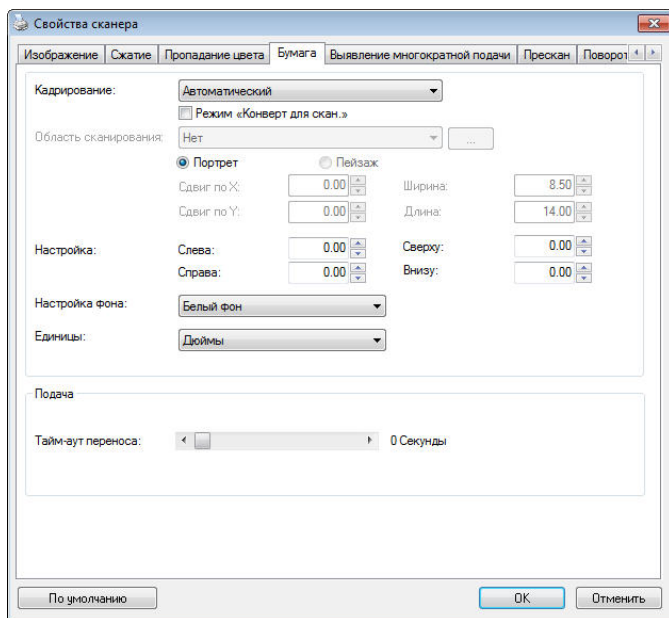 Свойства сканера
Изображение Сжатие Пропадание цвета Бумага Выявление многократной подачи Прескан Поворот
Кадрирование: Автоматический
Режим «Конверт для скан.»
Область сканирования: Нет ...
Портрет Пейзаж
Сдвиг по X: 0.00 Ширина: 8.50
Сдвиг по Y: 0.00 Длина: 14.00
Настройка: Слева: 0.00 Сверху: 0.00
Справа: 0.00 Внизу: 0.00
Настройка фона: Белый фон
Единицы: Дюймы
Подача
Тайм-аут переноса: 0 Секунды
По умолчанию OK Отменить